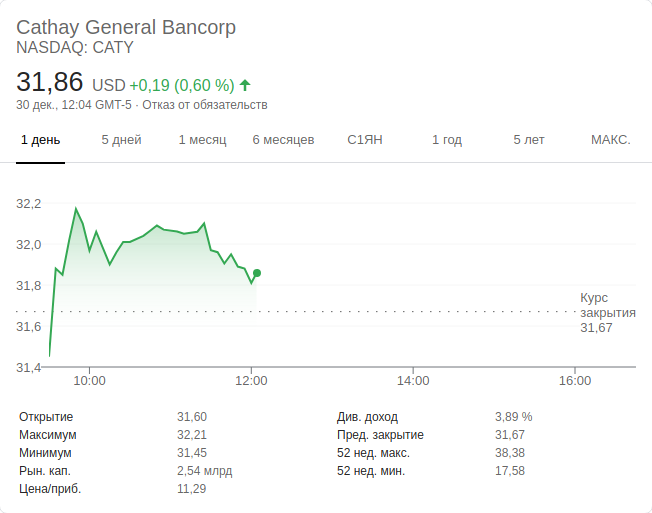 Cathay General Bancorp
NASDAQ: CATY
31,86 USD +0,19 (0,60 %)
30 дек., 12:04 GMT-5 · Отказ от обязательств
1 день 5 дней 1 месяц 6 месяцев С1ЯН 1 год 5 лет МАКС.
32,2
32,0
31,8
31,6
31,4
Курс
закрытия
31,67
10:00 12:00 14:00 16:00
Открытие 31,60 Див. доход 3,89 %
Максимум 32,21 Пред. закрытие 31,67
Минимум 31,45 52 нед. макс. 38,38
Рын. кап. 2,54 млрд 52 нед. мин. 17,58
Цена/приб. 11,29